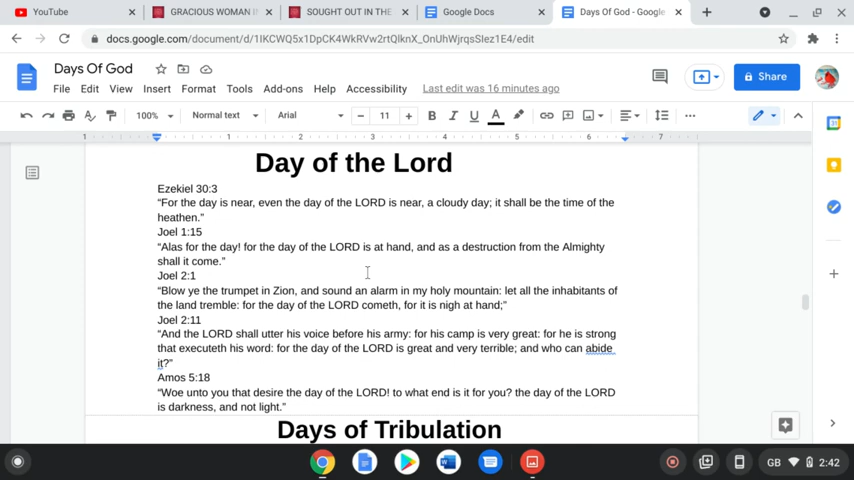 YouTube
GRACIOUS WOMAN I
SOUGHT OUT IN THE
Google Docs
Days Of God - Google
docs.google.com/document/d/1IKCWQ5x1DpCK4WkRVw2rtQlknX_OnUhWjrqsSIez1E4/edit
Days Of God
File Edit View Insert Format Tools Add-ons Help Accessibility Last edit was 16 minutes ago
Share
100% Normal text Arial 11 B I U A
1 1 2 3 4 5 6 7
Day of the Lord
Ezekiel 30:3
“For the day is near, even the day of the LORD is near, a cloudy day; it shall be the time of the
heathen.”
Joel 1:15
“Alas for the day! for the day of the LORD is at hand, and as a destruction from the Almighty
shall it come.”
Joel 2:1
“Blow ye the trumpet in Zion, and sound an alarm in my holy mountain: let all the inhabitants of
the land tremble: for the day of the LORD cometh, for it is nigh at hand;”
Joel 2:11
“And the LORD shall utter his voice before his army: for his camp is very great: for he is strong
that executeth his word: for the day of the LORD is great and very terrible; and who can abide
it?”
Amos 5:18
“Woe unto you that desire the day of the LORD! to what end is it for you? the day of the LORD
is darkness, and not light.”
Days of Tribulation
GB 2:42